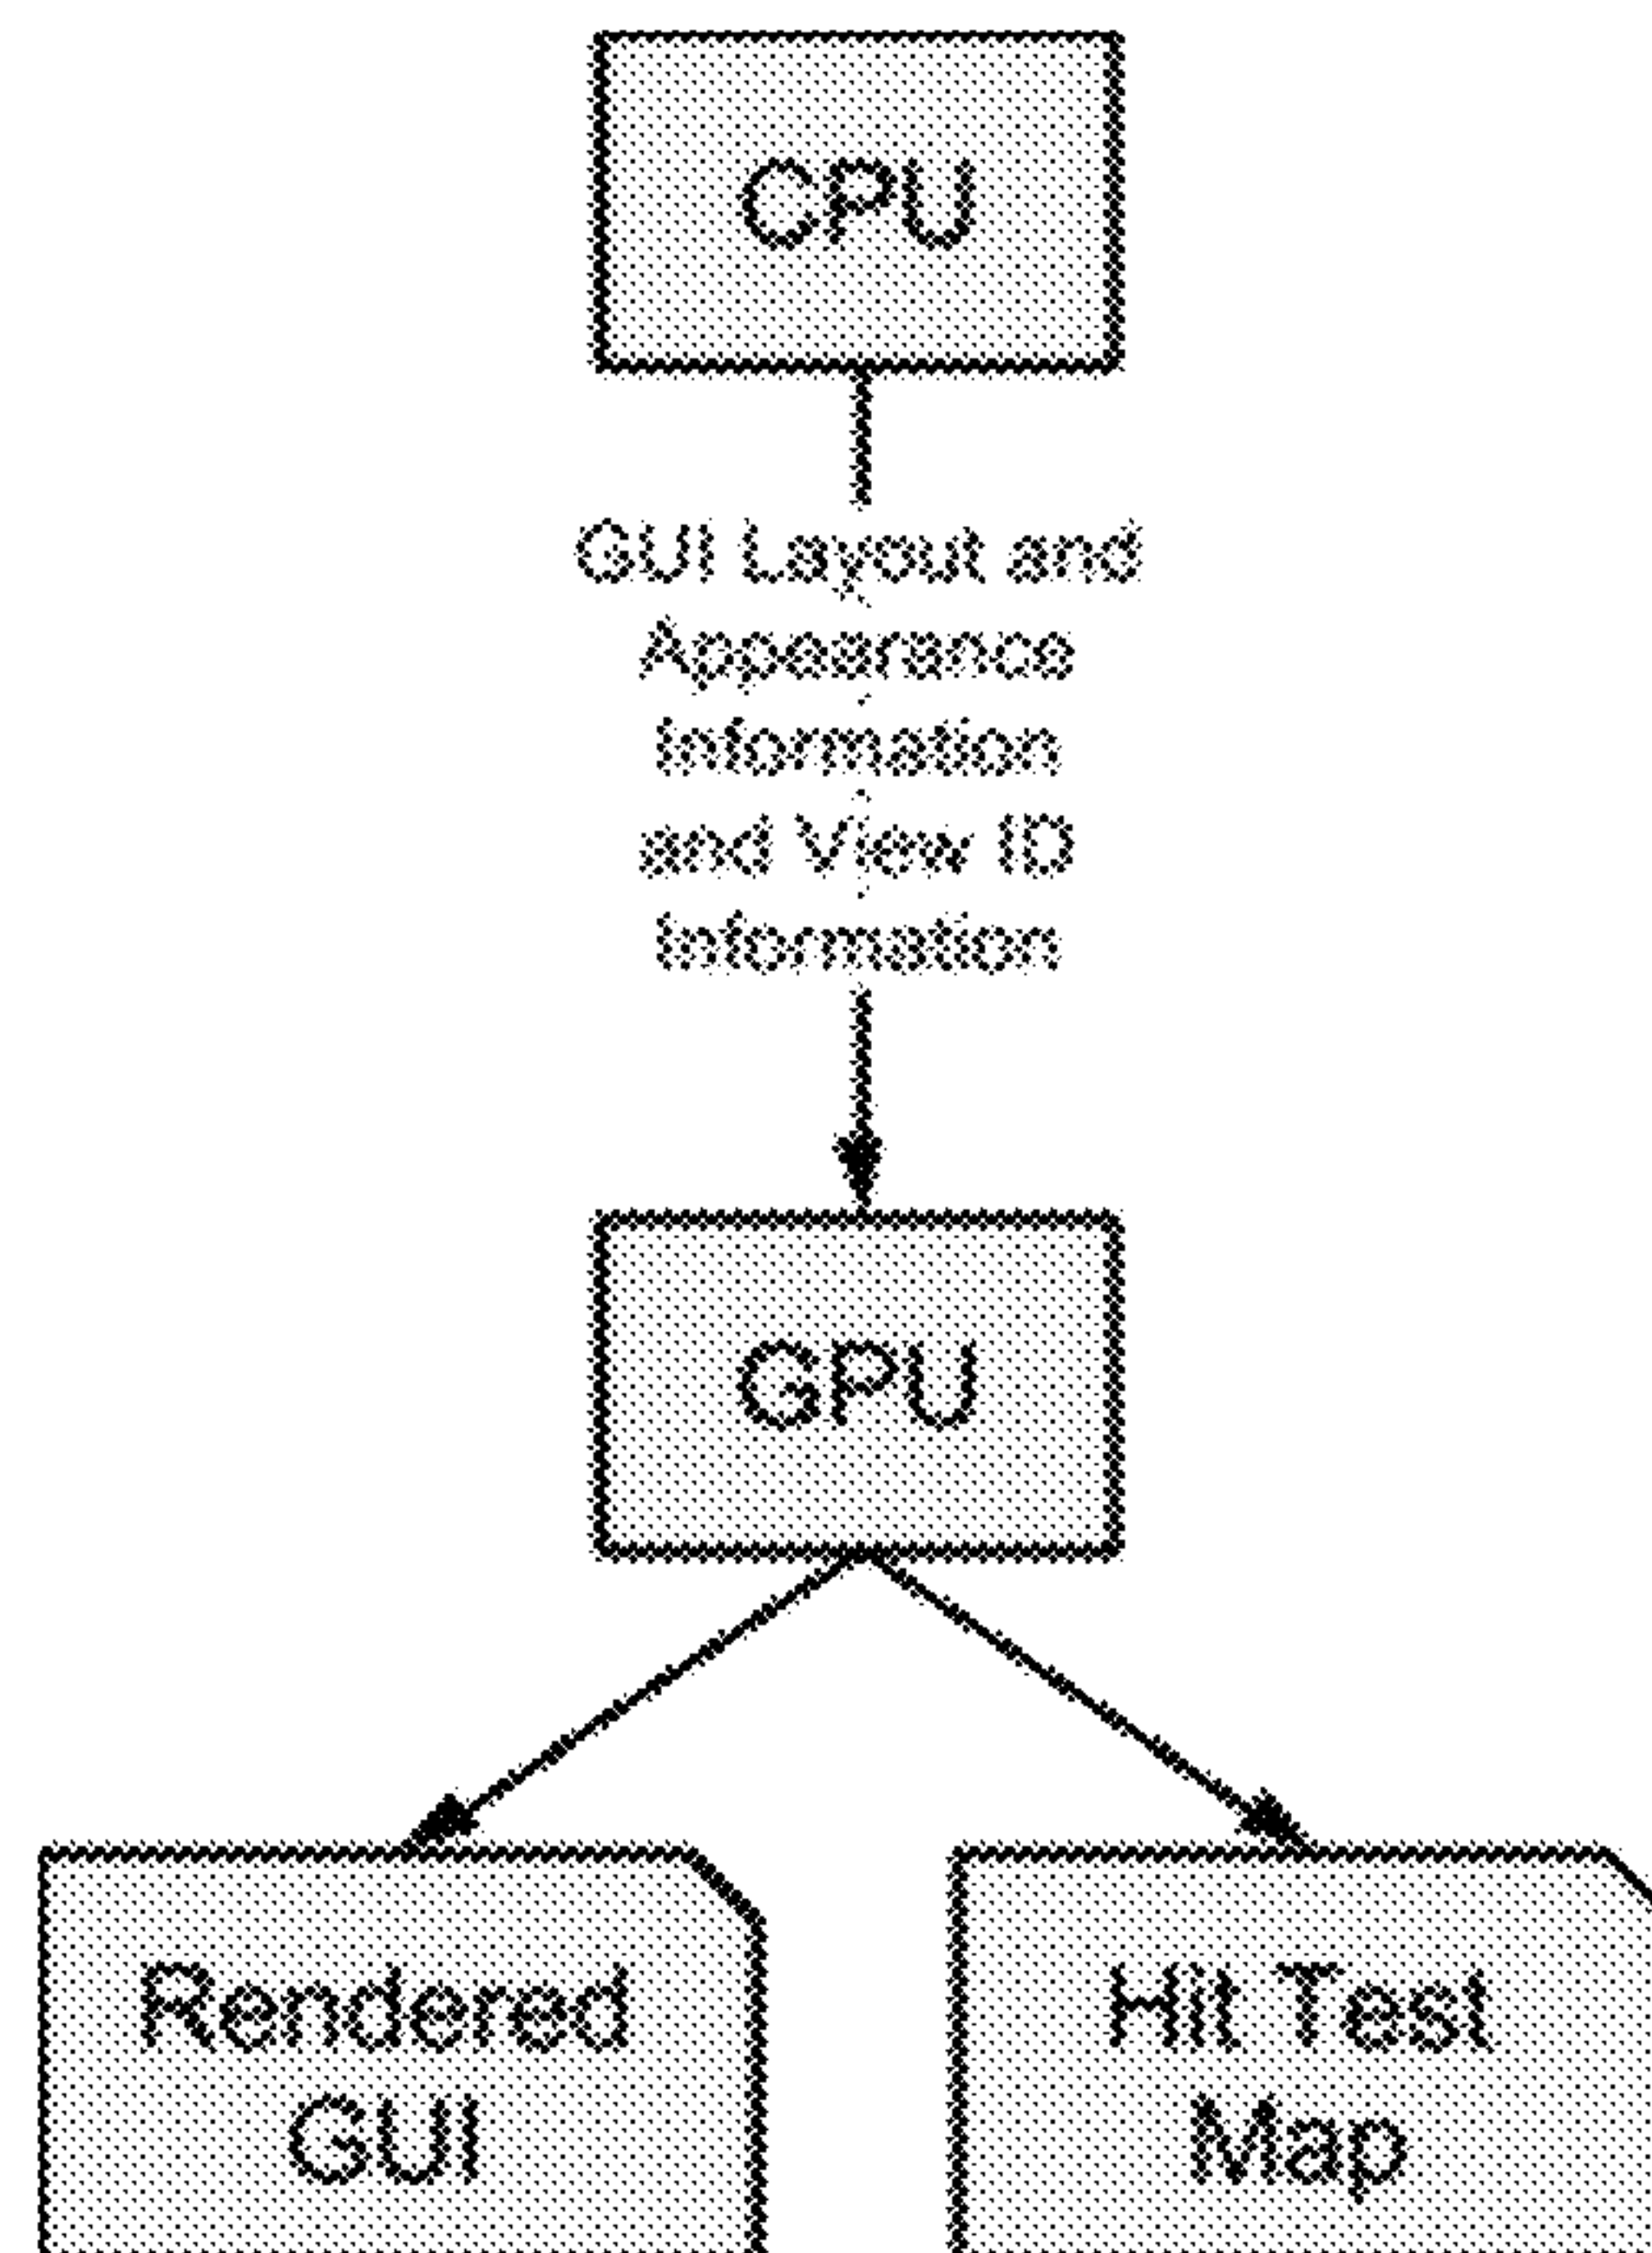 CPU
GUI Layout and
Appearance
Information
and View ID
Information
GPU
Rendered
GUI
Hit Test
Map